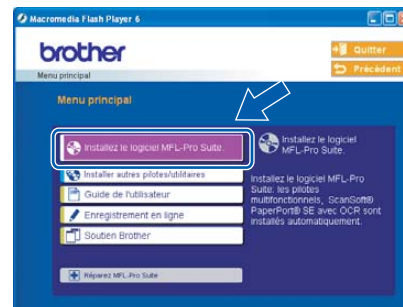 Macromedia Flash Player 6
brother
Quitter
Précédent
Menu principal
Menu principal
Installez le logiciel MFL-Pro Suite.
Installer autres pilotes/utilitaires
Guide de l'utilisateur
Enregistrement en ligne
Soutien Brother
Réparez MFL-Pro Suite
Installez le logiciel
MFL-Pro Suite.
Installez le logiciel MFL-Pro
Suite: les pilotes
multifonctionnels, ScanSoft®
PaperPort® SE avec OCR sont
installés automatiquement.